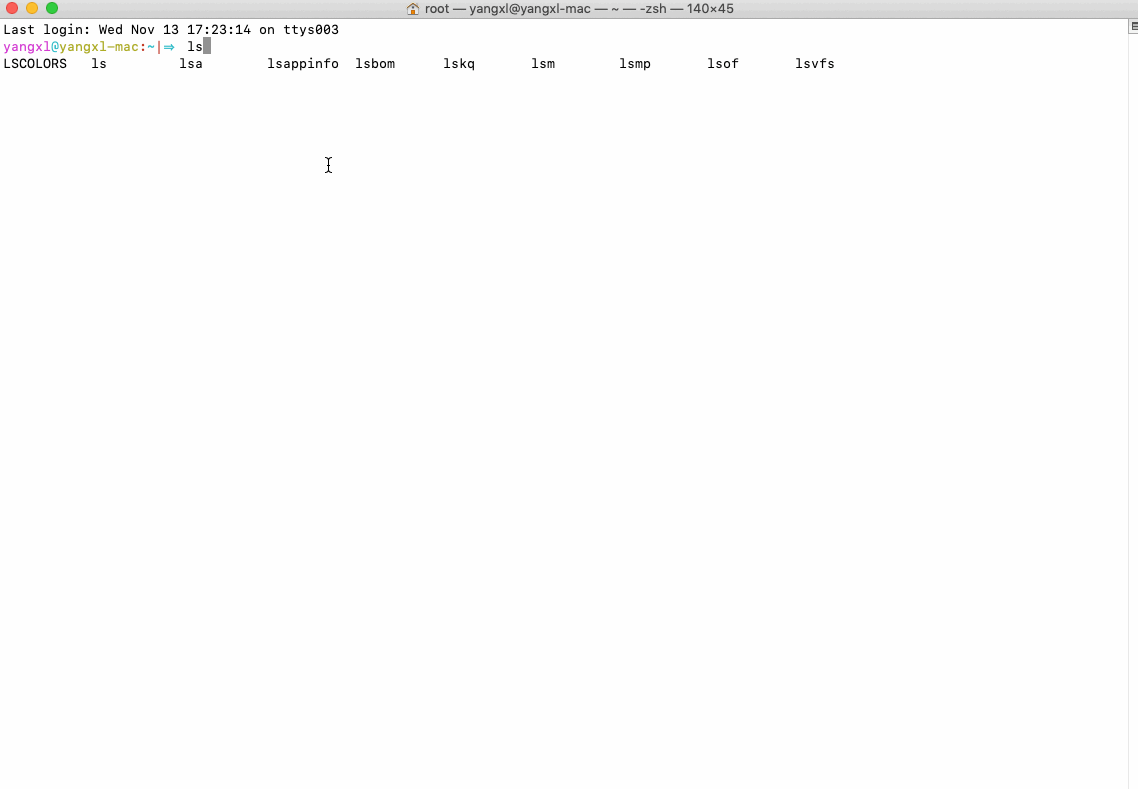 root — yangxl@yangxl-mac — ~ — -zsh — 140×45
Last login: Wed Nov 13 17:23:14 on ttys003
yangxl@yangxl-mac:~|⇒ ls
LSCOLORS ls lsa lsappinfo lsbom lskq lsm lsmp lsof lsvfs